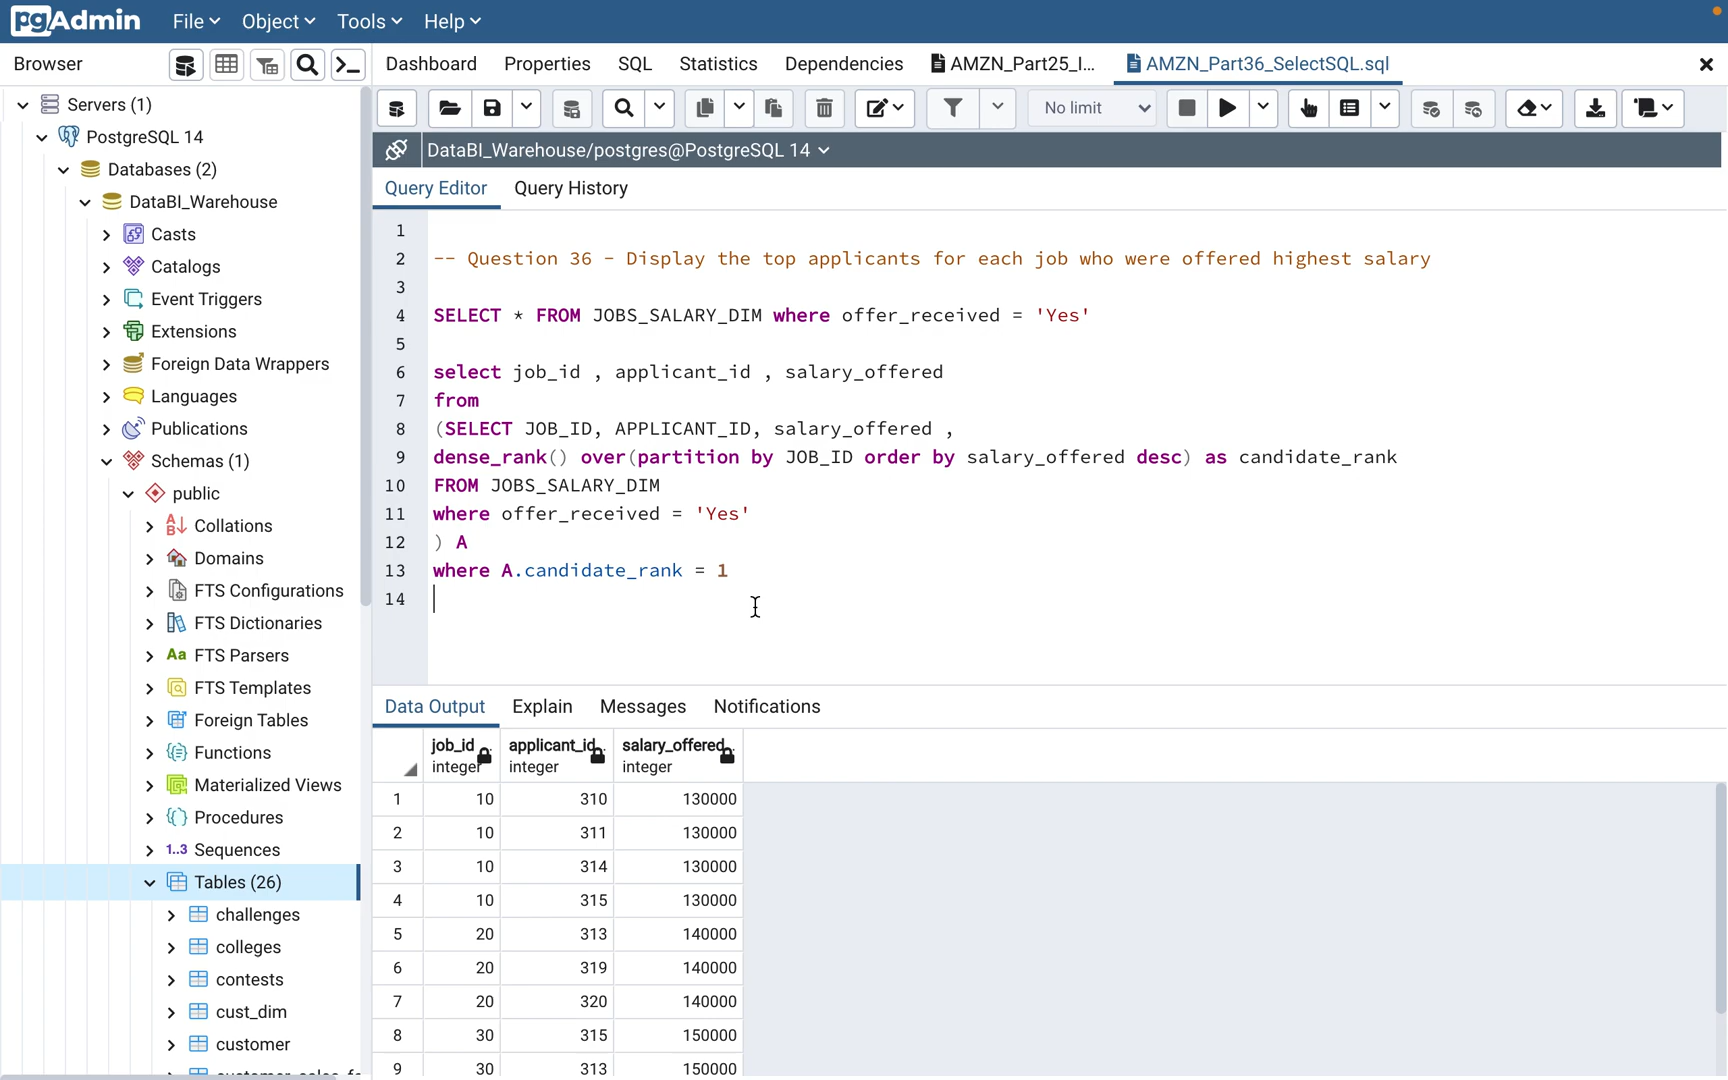 pgAdmin File Object Tools Help
Browser Dashboard Properties SQL Statistics Dependencies AMZN_Part25_I... AMZN_Part36_SelectSQL.sql
No limit
DataBI_Warehouse/postgres@PostgreSQL 14
Query Editor Query History
Servers (1)
PostgreSQL 14
Databases (2)
DataBI_Warehouse
Casts
Catalogs
Event Triggers
Extensions
Foreign Data Wrappers
Languages
Publications
Schemas (1)
public
Collations
Domains
FTS Configurations
FTS Dictionaries
Aa FTS Parsers
FTS Templates
Foreign Tables
Functions
Materialized Views
Procedures
1..3 Sequences
Tables (26)
challenges
colleges
contests
cust_dim
customer
1
2 -- Question 36 - Display the top applicants for each job who were offered highest salary
3
4 SELECT * FROM JOBS_SALARY_DIM where offer_received = 'Yes'
5
6 select job_id , applicant_id , salary_offered
7 from
8 (SELECT JOB_ID, APPLICANT_ID, salary_offered ,
9 dense_rank() over(partition by JOB_ID order by salary_offered desc) as candidate_rank
10 FROM JOBS_SALARY_DIM
11 where offer_received = 'Yes'
12 ) A
13 where A.candidate_rank = 1
14
Data Output Explain Messages Notifications
job_id applicant_id salary_offered
integer integer integer
1 10 310 130000
2 10 311 130000
3 10 314 130000
4 10 315 130000
5 20 313 140000
6 20 319 140000
7 20 320 140000
8 30 315 150000
9 30 313 150000